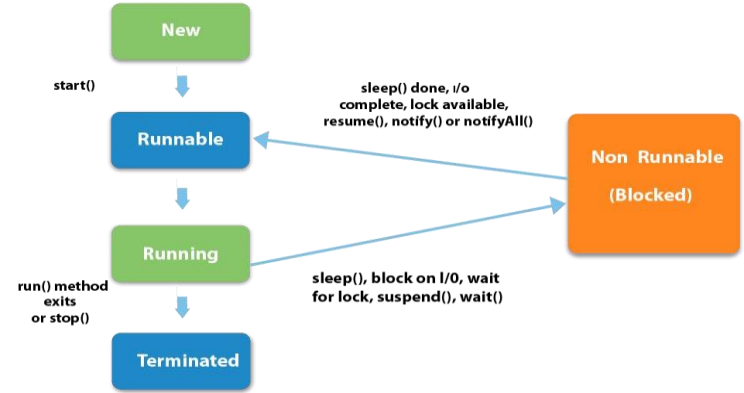 New
start()
sleep() done, I/o
complete, lock available,
resume(), notify() or notifyAll()
Runnable
Non Runnable
(Blocked)
Running
sleep(), block on l/0, wait
for lock, suspend(), wait()
run() method
exits
or stop()
Terminated